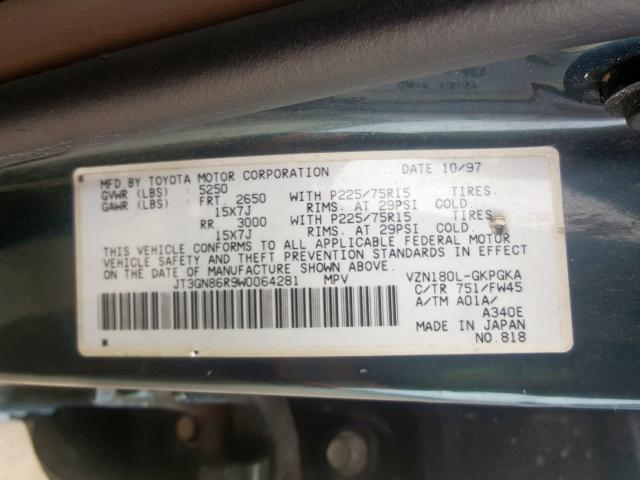 MFD BY TOYOTA MOTOR CORPORATION DATE 10/97
GVWR (LBS) : 5250
GAWR (LBS) : FRT. 2650 WITH P225/75R15 TIRES.
15X7J RIMS. AT 29PSI COLD.
RR 3000 WITH P225/75R15 TIRES.
15X7J RIMS. AT 29PSI COLD.
THIS VEHICLE CONFORMS TO ALL APPLICABLE FEDERAL MOTOR
VEHICLE SAFETY AND THEFT PREVENTION STANDARDS IN EFFECT
ON THE DATE OF MANUFACTURE SHOWN ABOVE.
JT3GN86R9W0064281 MPV VZN180L-GKPGKA
C/TR 751/FW45
A/TM A01A/
A340E
MADE IN JAPAN
NO.818